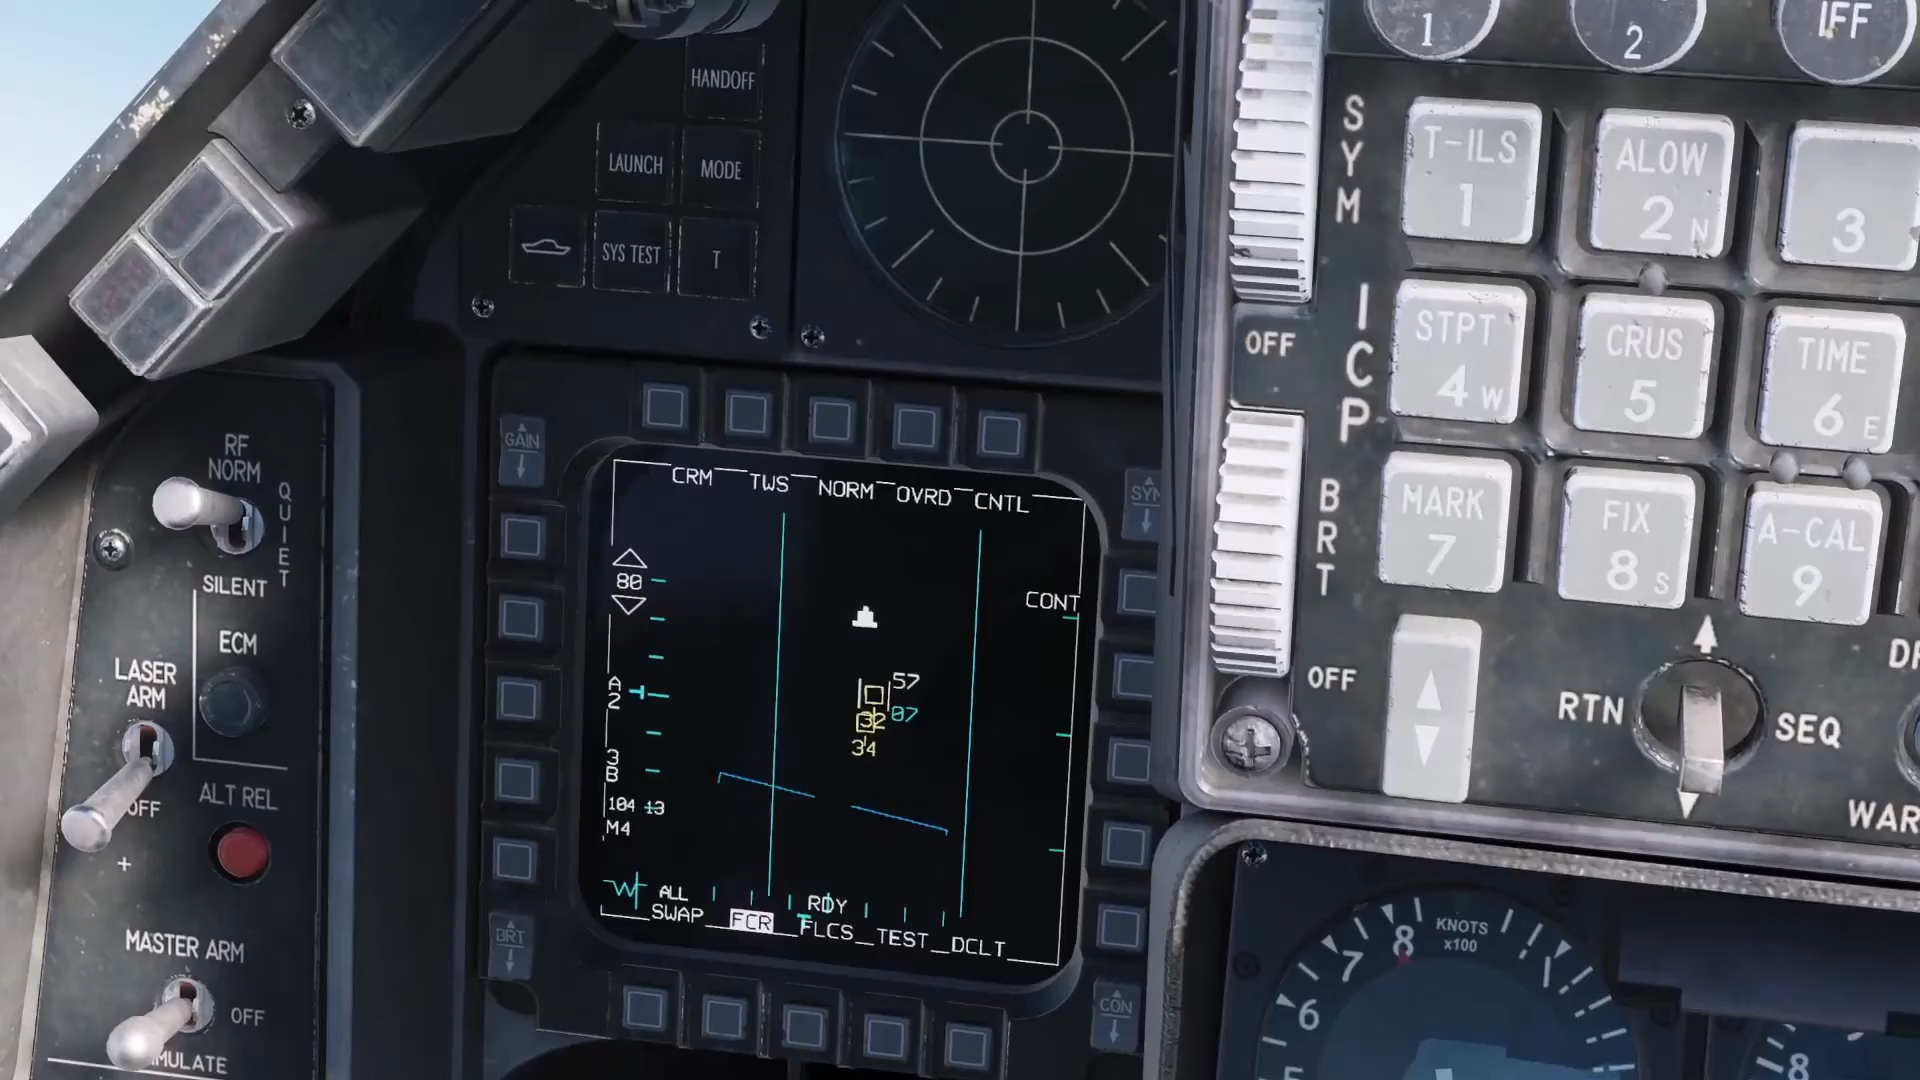 HANDOFF
LAUNCH
MODE
SYS TEST
T
1
2
IFF
SYM
T-ILS
1
ALOW
2 N
3
OFF
ICP
STPT
4 W
CRUS
5
TIME
6 E
BRT
MARK
7
FIX
8 S
A-CAL
9
OFF
RTN
SEQ
RF
NORM
QUIET
SILENT
ECM
LASER
ARM
OFF
ALT REL
+
MASTER ARM
OFF
GAIN
SYM
CRM TWS NORM OVRD CNTL
80
CONT
A
2
57
32 07
34
3
B
104 13
M4
ALL
RDY
SWAP FCR FLCS TEST DCLT
BRT
CON
KNOTS
x100
8
7
6
1
8